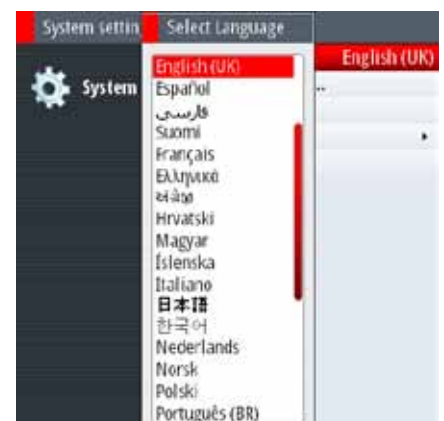 System settin
Select Language
English (UK)
English (UK)
System
Español
..
فارسی
Suomi
Français
Ελληνικά
Hrvatski
Magyar
Íslenska
Italiano
日本語
한국어
Nederlands
Norsk
Polski
Português (BR)